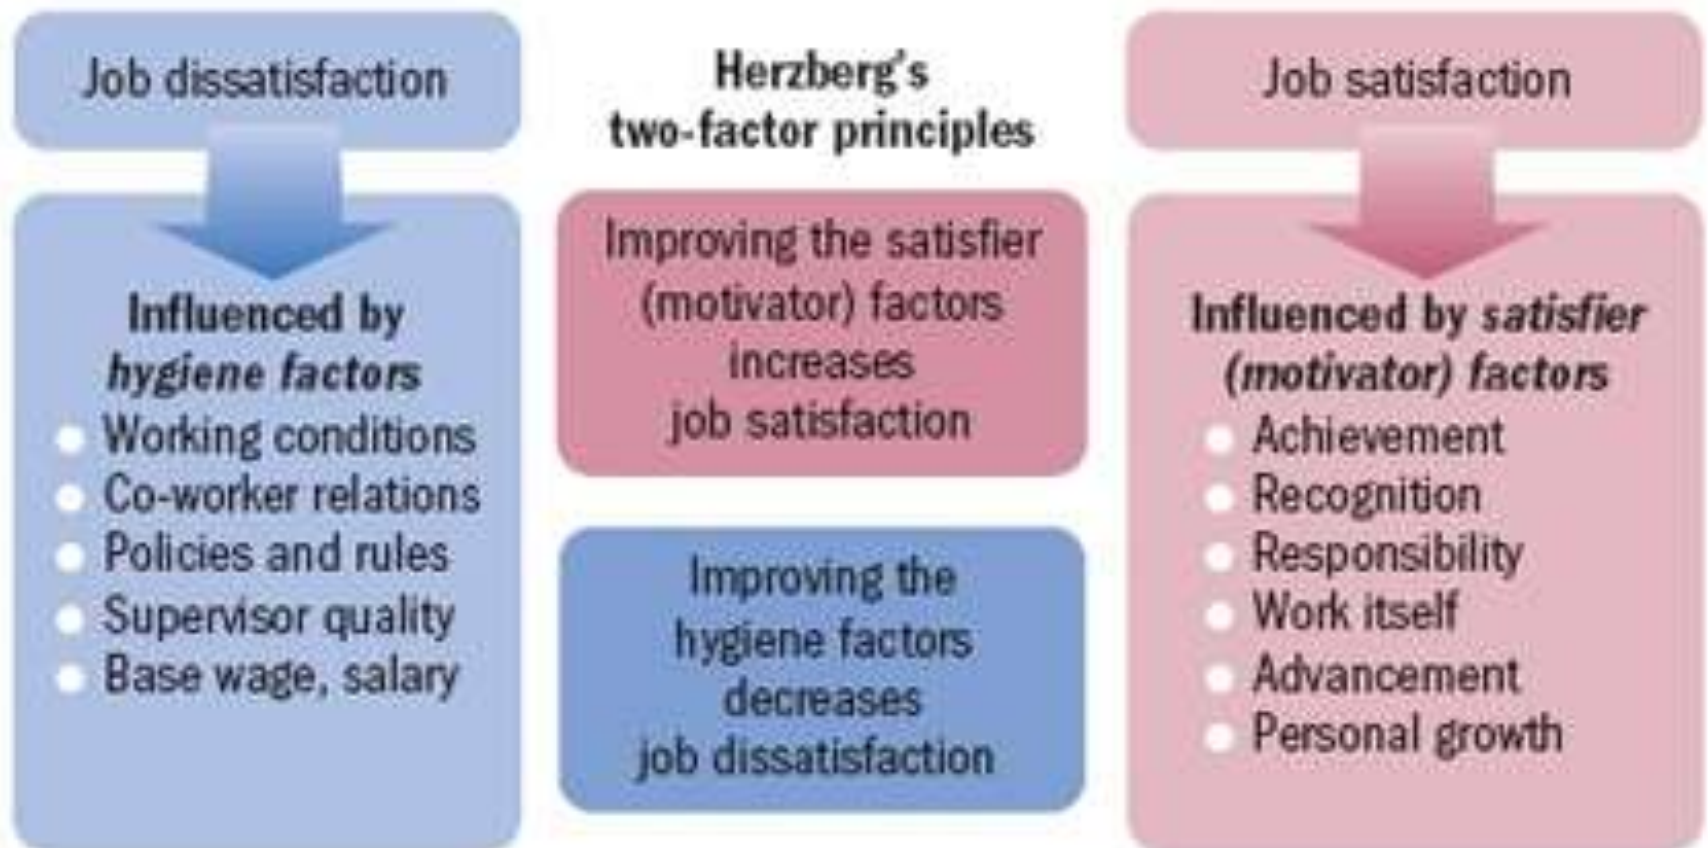 Job dissatisfaction
Influenced by
hygiene factors
Working conditions
Co-worker relations
Policies and rules
Supervisor quality
Base wage, salary
Herzberg's
two-factor principles
Improving the satisfier
(motivator) factors
increases
job satisfaction
Improving the
hygiene factors
decreases
job dissatisfaction
Job satisfaction
Influenced by satisfier
(motivator) factors
Achievement
Recognition
Responsibility
Work itself
Advancement
Personal growth